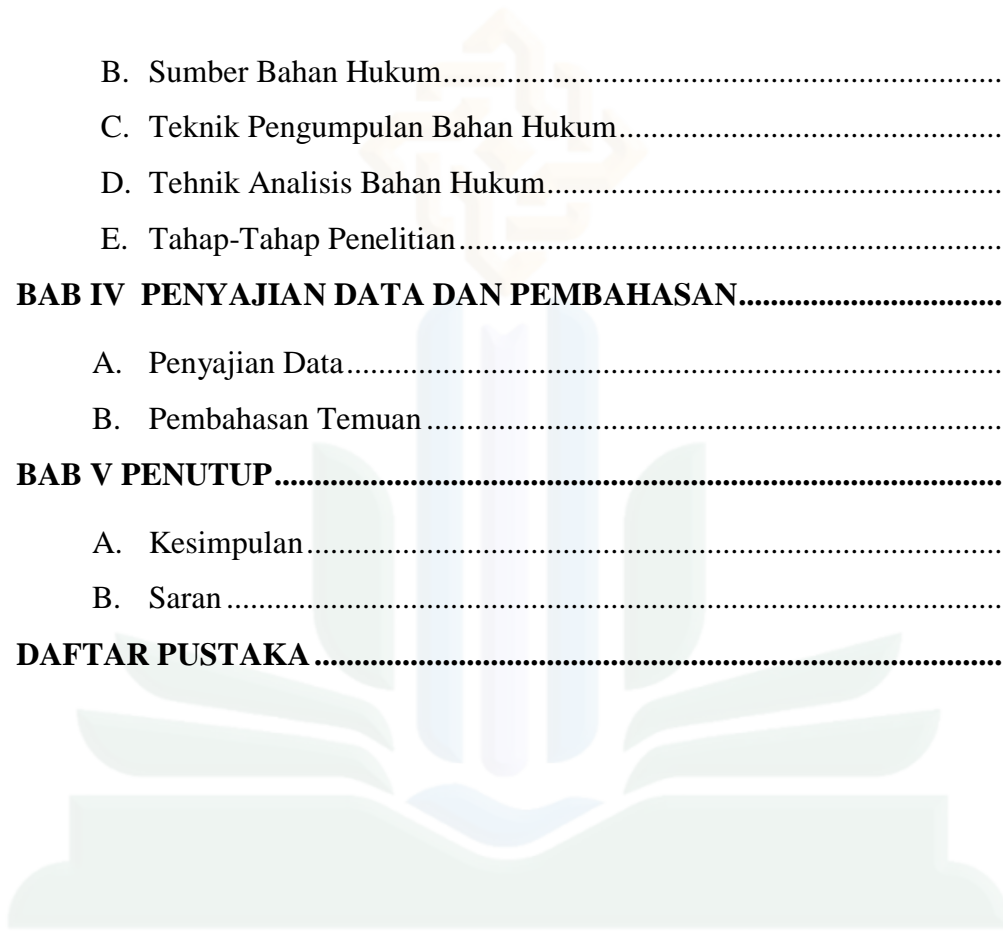 B. Sumber Bahan Hukum................................................................................
C. Teknik Pengumpulan Bahan Hukum................................................
D. Tehnik Analisis Bahan Hukum.........................................................
E. Tahap-Tahap Penelitian....................................................................
BAB IV PENYAJIAN DATA DAN PEMBAHASAN.................................
A. Penyajian Data..................................................................................
B. Pembahasan Temuan........................................................................
BAB V PENUTUP...........................................................................................
A. Kesimpulan.......................................................................................
B. Saran.................................................................................................
DAFTAR PUSTAKA......................................................................................